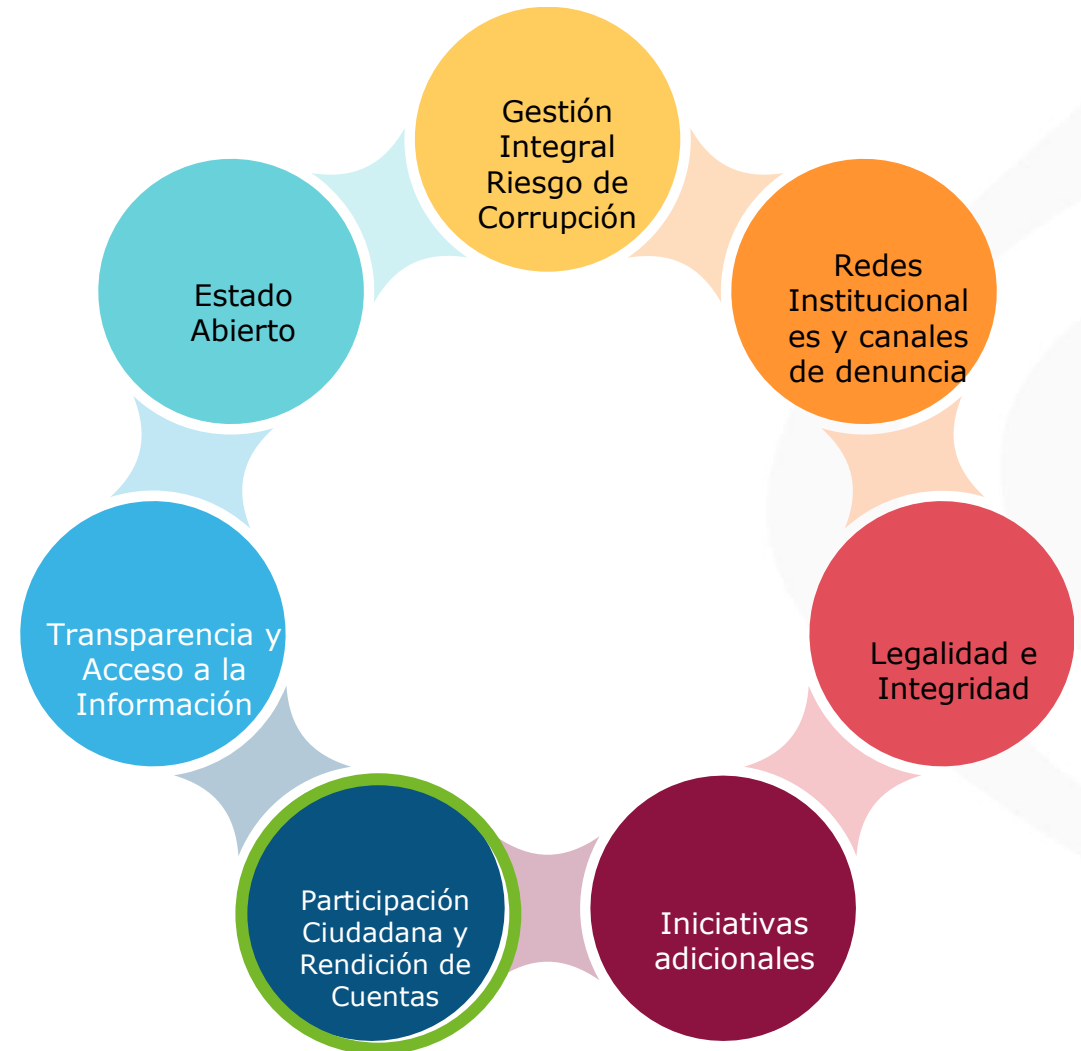 Gestión
Integral
Riesgo de
Corrupción
Redes
Institucional
es y canales
de denuncia
Legalidad e
Integridad
Iniciativas
adicionales
Participación
Ciudadana y
Rendición de
Cuentas
Transparencia y
Acceso a la
Información
Estado
Abierto